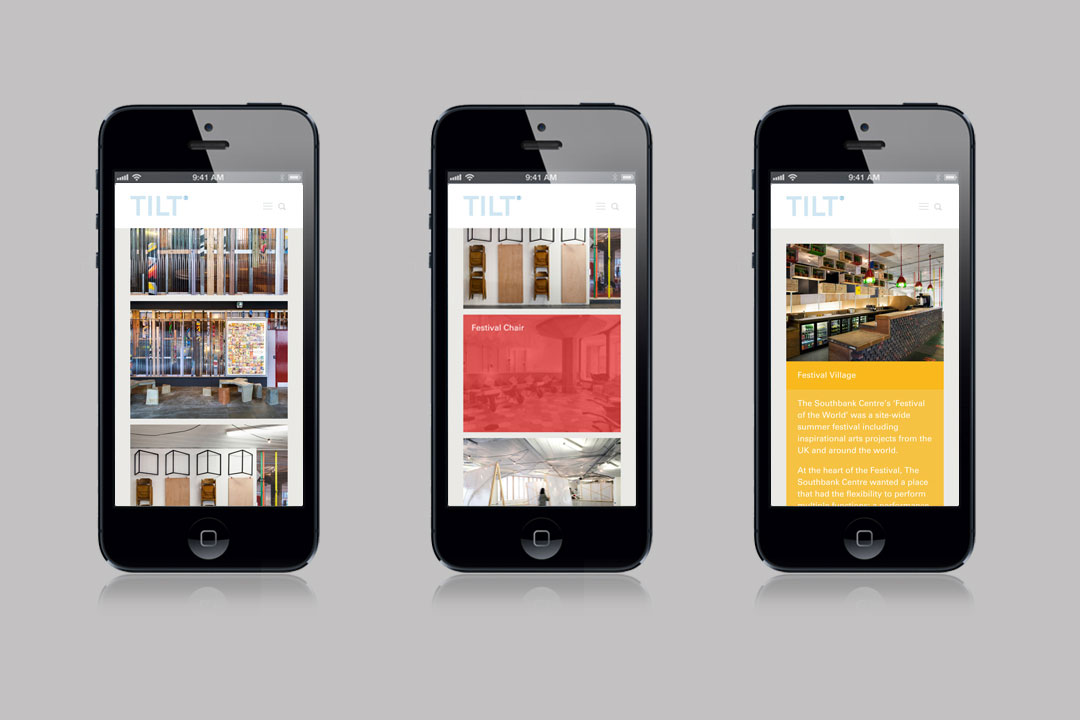 9:41 AM
TILT
9:41 AM
TILT
Festival Chair
9:41 AM
TILT
Festival Village
The Southbank Centre's 'Festival
of the World' was a site-wide
summer festival including
inspirational arts projects from the
UK and around the world.
At the heart of the Festival, The
Southbank Centre wanted a place
that had the flexibility to perform